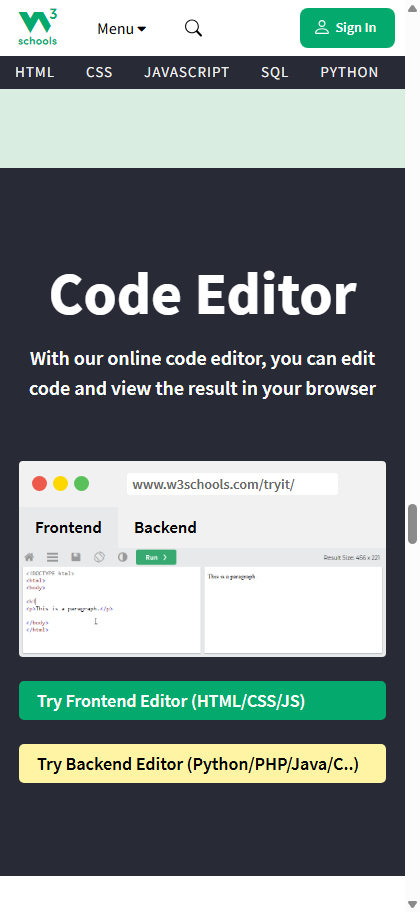 3
schools
Menu
Sign In
HTML CSS JAVASCRIPT SQL PYTHON
Code Editor
With our online code editor, you can edit
code and view the result in your browser
www.w3schools.com/tryit/
Frontend Backend
Run
Result Size: 456 x 221
<!DOCTYPE html>
<html>
<body>
<h
<p>This is a paragraph.</p>
</body>
</html>
This is a paragraph
Try Frontend Editor (HTML/CSS/JS)
Try Backend Editor (Python/PHP/Java/C..)